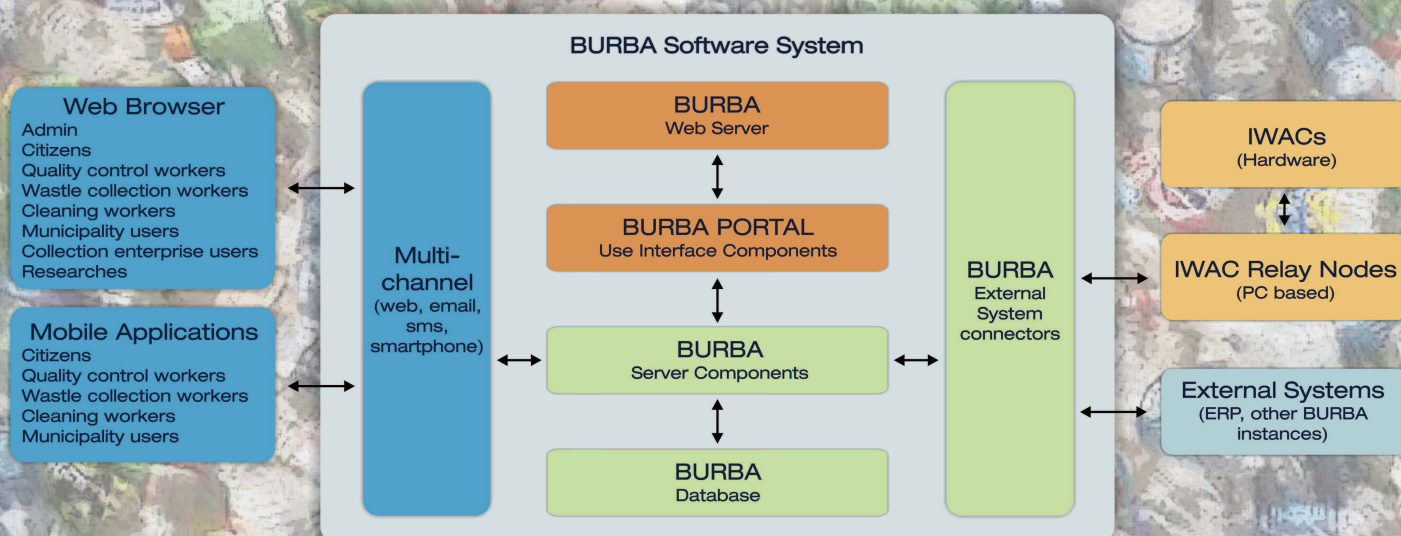 BURBA Software System
Web Browser
Admin
Citizens
Quality control workers
Wastle collection workers
Cleaning workers
Municipality users
Collection enterprise users
Researches
Mobile Applications
Citizens
Quality control workers
Wastle collection workers
Cleaning workers
Municipality users
Multi-
channel
(web, email,
sms,
smartphone)
BURBA
Web Server
BURBA PORTAL
Use Interface Components
BURBA
Server Components
BURBA
Database
BURBA
External
System
connectors
IWACs
(Hardware)
IWAC Relay Nodes
(PC based)
External Systems
(ERP, other BURBA
instances)